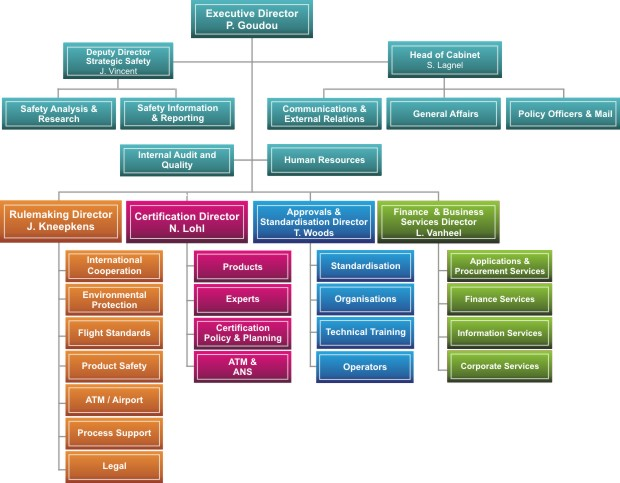 Executive Director
P. Goudou
Deputy Director
Strategic Safety
J. Vincent
Head of Cabinet
S. Lagnel
Safety Analysis &
Research
Safety Information
& Reporting
Communications &
External Relations
General Affairs
Policy Officers & Mail
Internal Audit and
Quality
Human Resources
Rulemaking Director
J. Kneepkens
Certification Director
N. Lohl
Approvals &
Standardisation Director
T. Woods
Finance & Business
Services Director
L. Vanheel
International
Cooperation
Environmental
Protection
Flight Standards
Product Safety
ATM / Airport
Process Support
Legal
Products
Experts
Certification
Policy & Planning
ATM &
ANS
Standardisation
Organisations
Technical Training
Operators
Applications &
Procurement Services
Finance Services
Information Services
Corporate Services